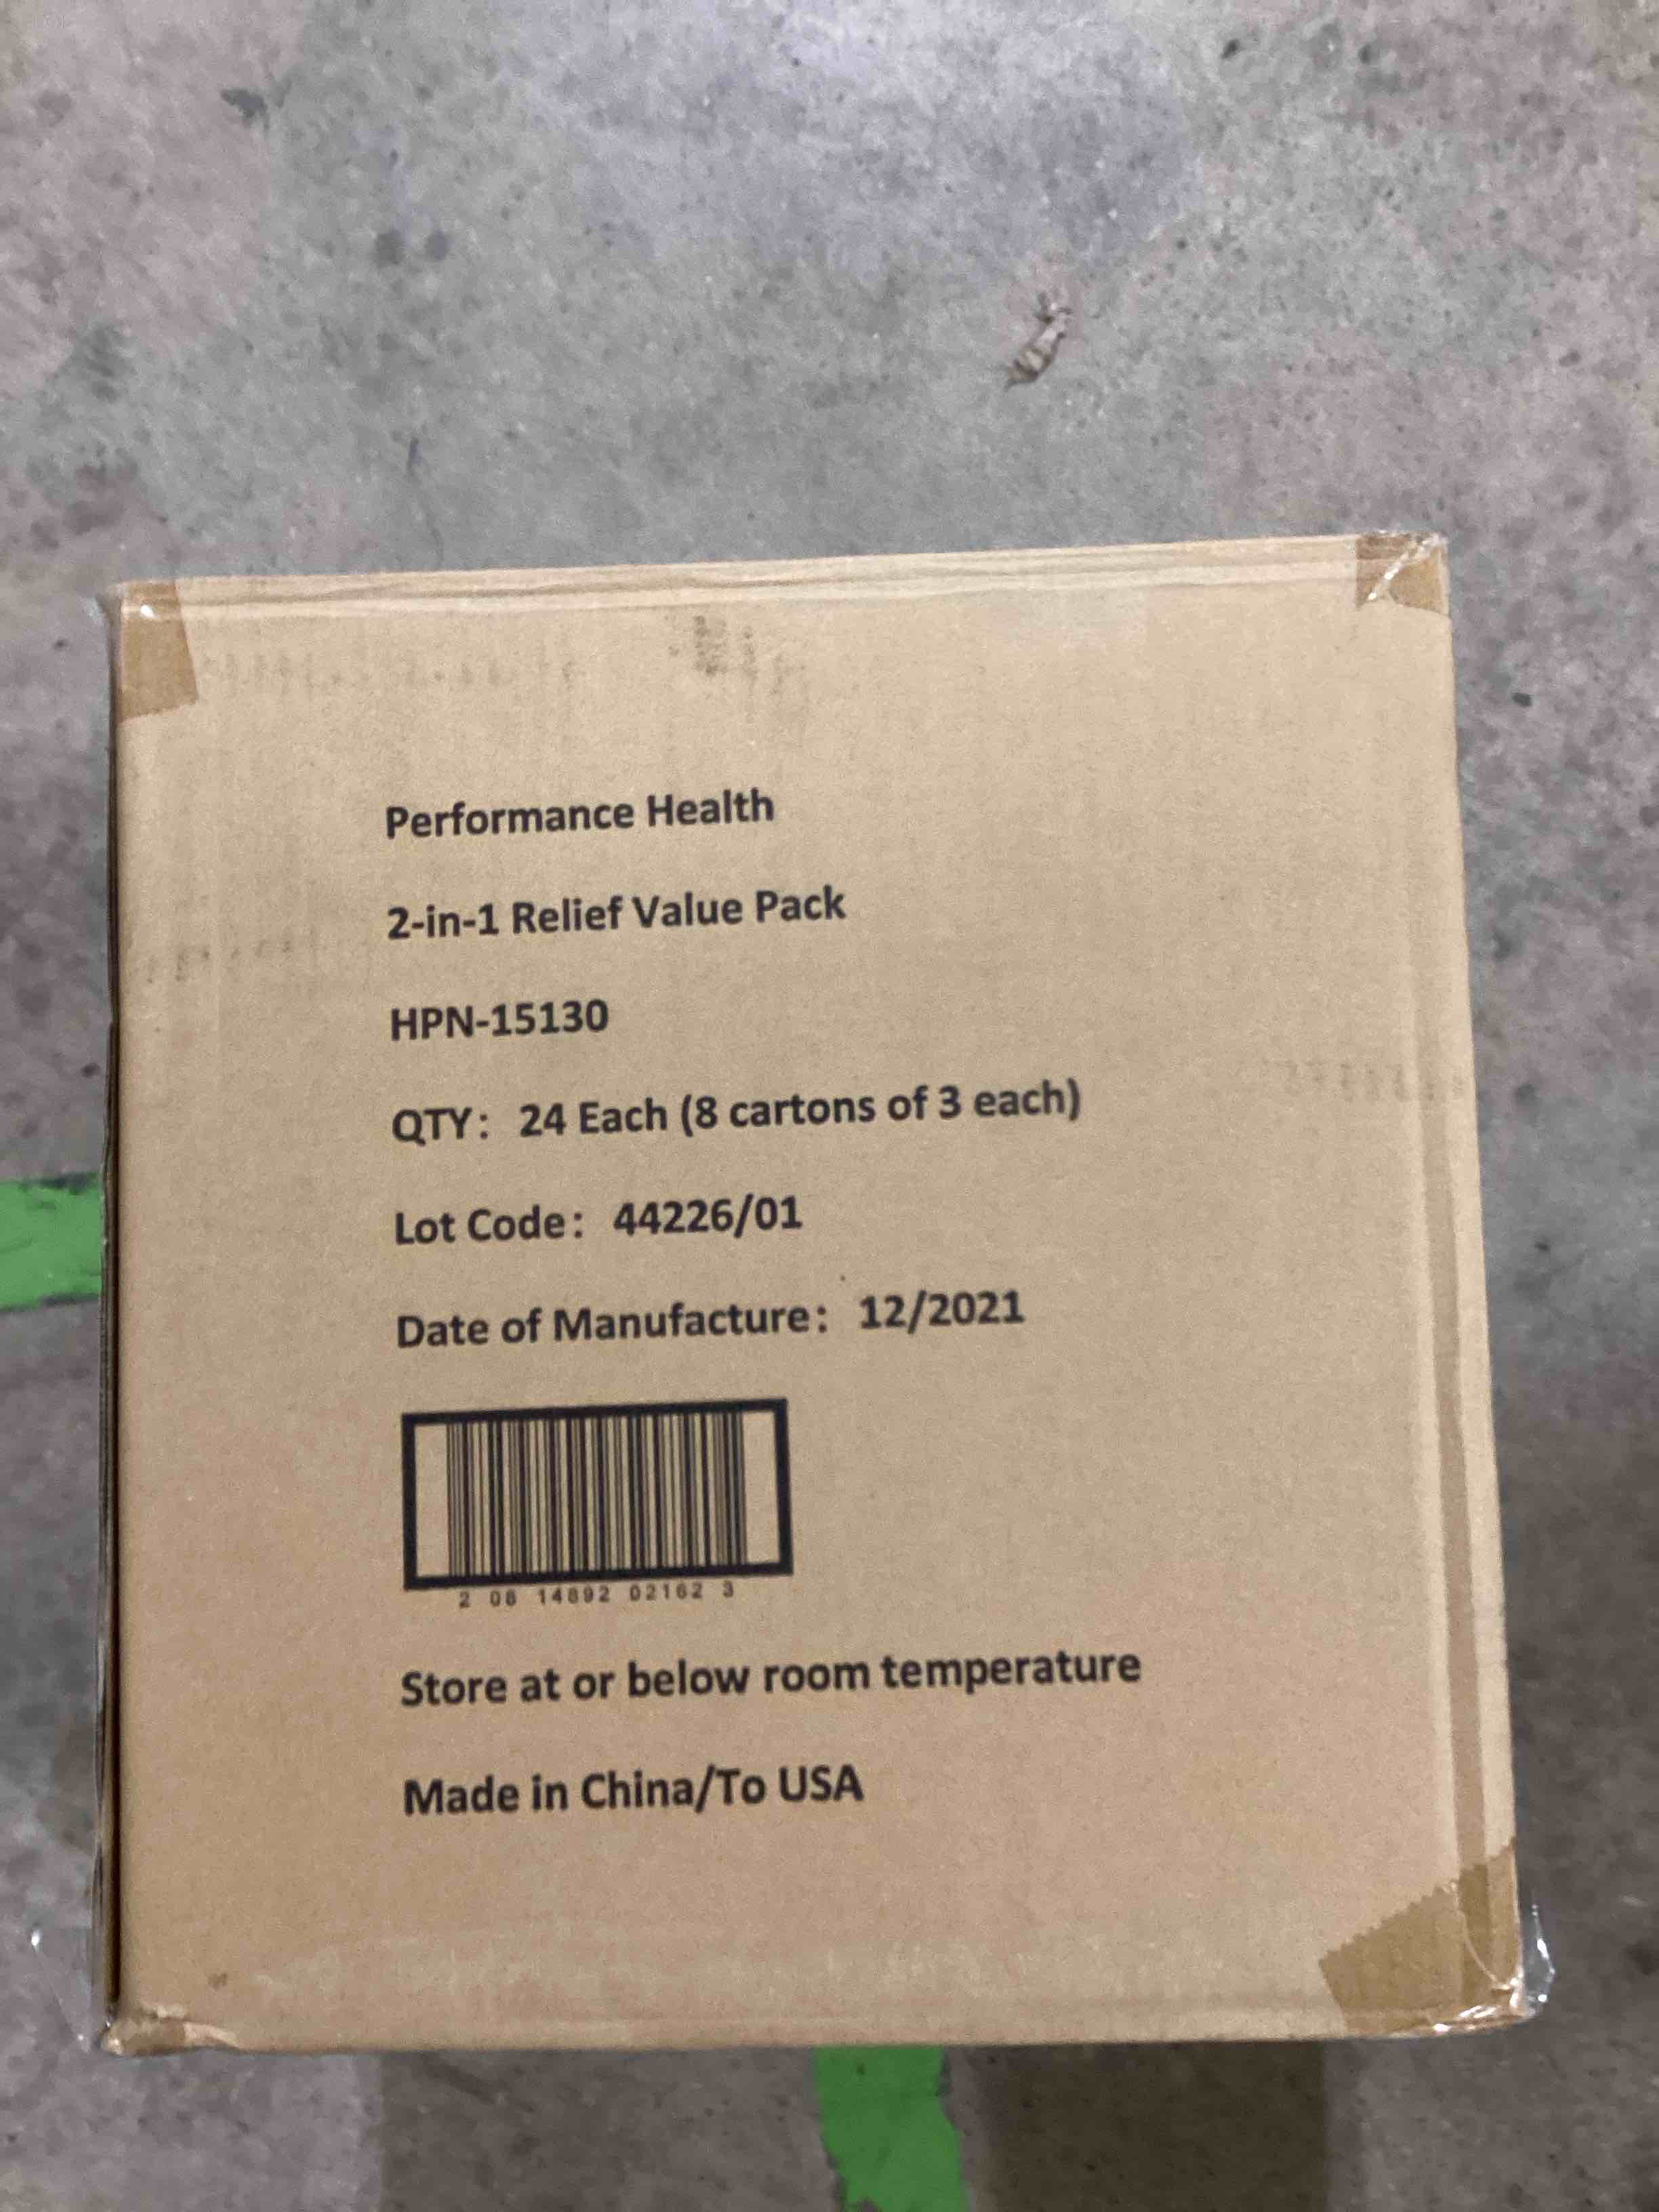 Performance Health
2-in-1 Relief Value Pack
HPN-15130
QTY: 24 Each (8 cartons of 3 each)
Lot Code: 44226/01
Date of Manufacture: 12/2021
2 08 14892 02162 3
Store at or below room temperature
Made in China/To USA